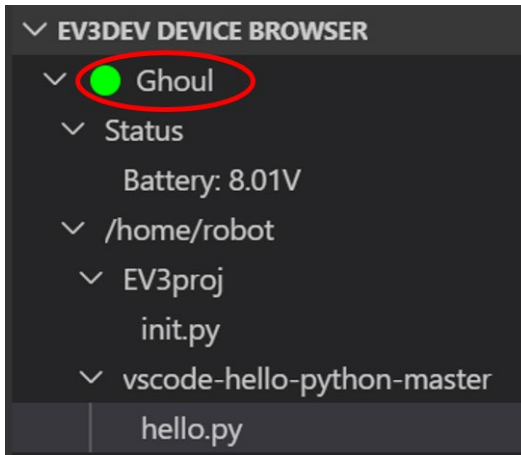 EV3DEV DEVICE BROWSER
Ghoul
Status
Battery: 8.01V
/home/robot
EV3proj
init.py
vscode-hello-python-master
hello.py